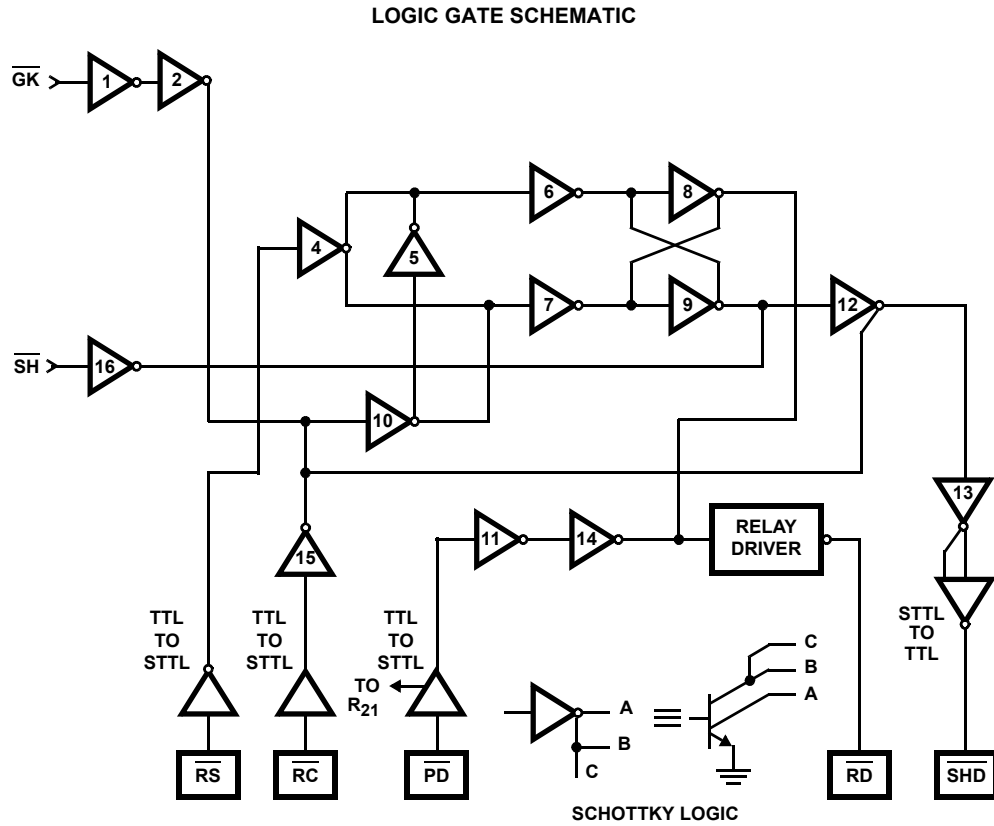 LOGIC GATE SCHEMATIC
GK
1
2
6
8
4
5
7
9
12
SH
16
10
13
11
14
RELAY
DRIVER
15
TTL
TO
STTL
TTL
TO
STTL
TTL
TO
STTL
STTL
TO
TTL
TO
R21
A
B
C
C
B
A
RS
RC
PD
RD
SHD
SCHOTTKY LOGIC